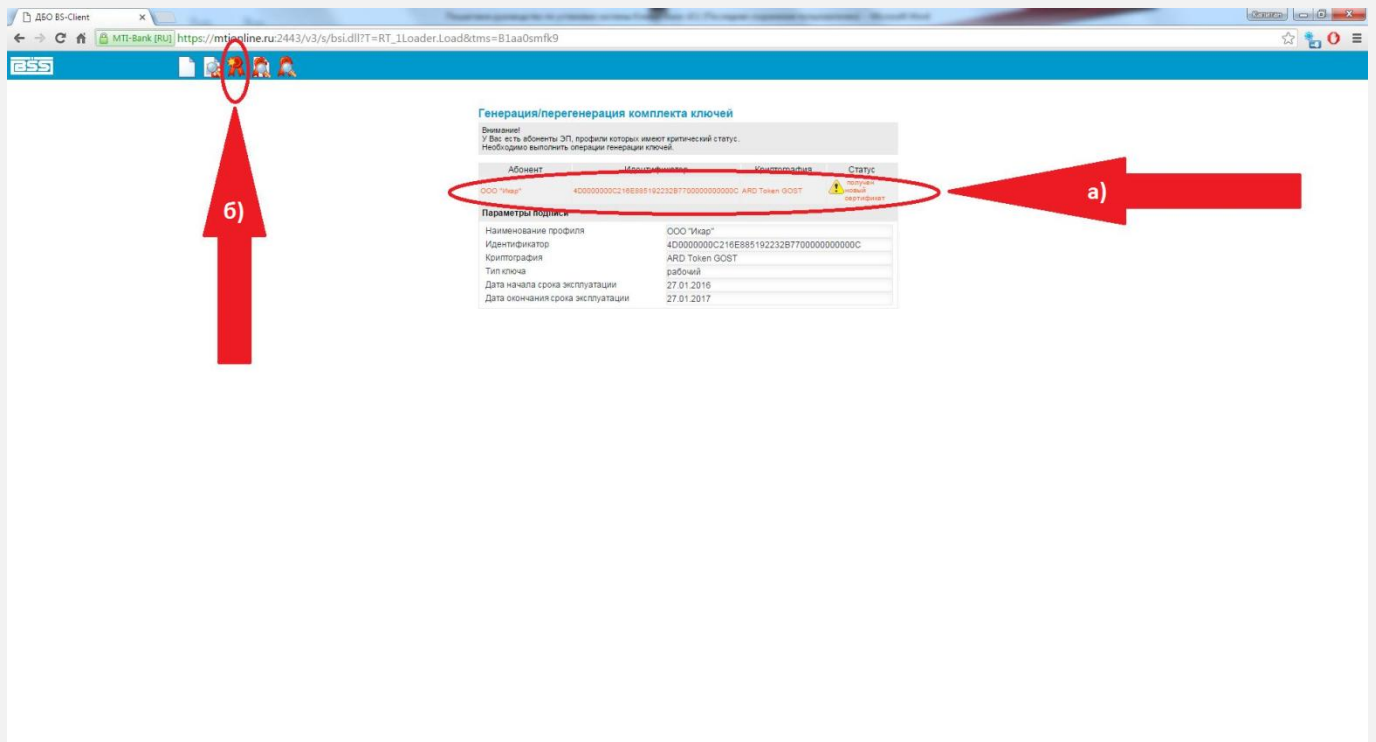 ДБО BS-Client
MTI-Bank [RU] https://mtionline.ru:2443/v3/s/bsi.dll?T=RT_1Loader.Load&tms=B1aa0smfk9
BSS
Генерация/перегенерация комплекта ключей
Внимание!
У Вас есть абоненты ЭП, профили которых имеют критический статус.
Необходимо выполнить операции генерации ключей.
Абонент Идентификатор Криптография Статус
ООО "Икар" 4D0000000C216E885192232B7700000000000C ARD Token GOST получен
новый
сертификат
Параметры подписи
Наименование профиля ООО "Икар"
Идентификатор 4D0000000C216E885192232B7700000000000C
Криптография ARD Token GOST
Тип ключа рабочий
Дата начала срока эксплуатации 27.01.2016
Дата окончания срока эксплуатации 27.01.2017
а)
б)